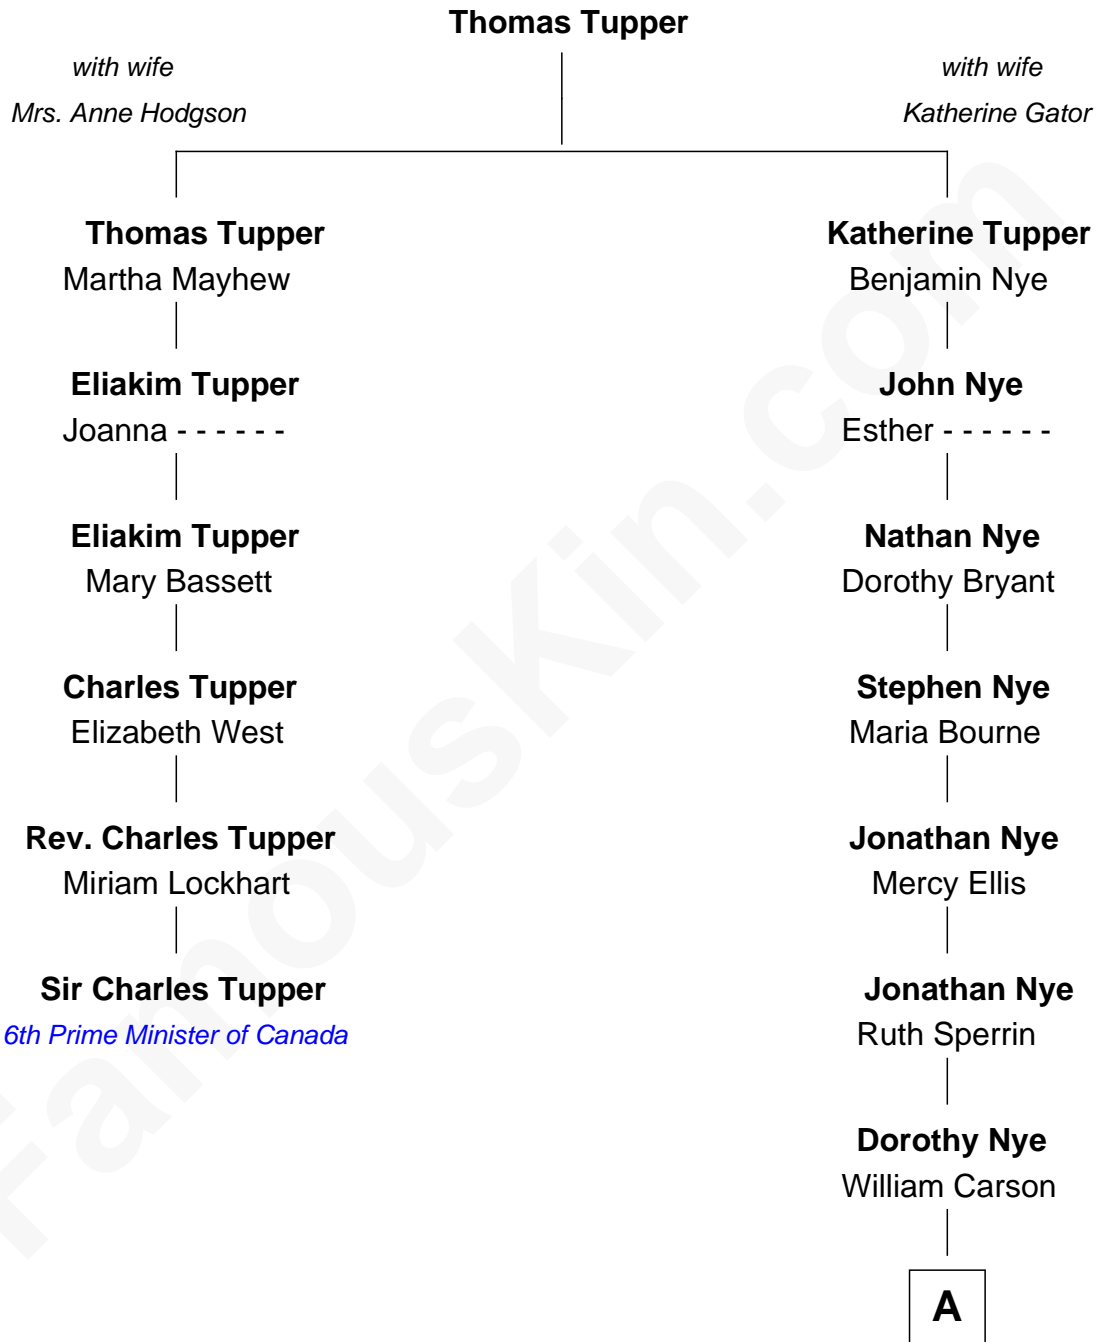 Thomas Tupper
with wife
Mrs. Anne Hodgson
with wife
Katherine Gator
Thomas Tupper
Martha Mayhew
Katherine Tupper
Benjamin Nye
Eliakim Tupper
Joanna - - - - - -
John Nye
Esther - - - - - -
Eliakim Tupper
Mary Bassett
Nathan Nye
Dorothy Bryant
Charles Tupper
Elizabeth West
Stephen Nye
Maria Bourne
Rev. Charles Tupper
Miriam Lockhart
Jonathan Nye
Mercy Ellis
Sir Charles Tupper
6th Prime Minister of Canada
Jonathan Nye
Ruth Sperrin
Dorothy Nye
William Carson
A
FamousKin.com